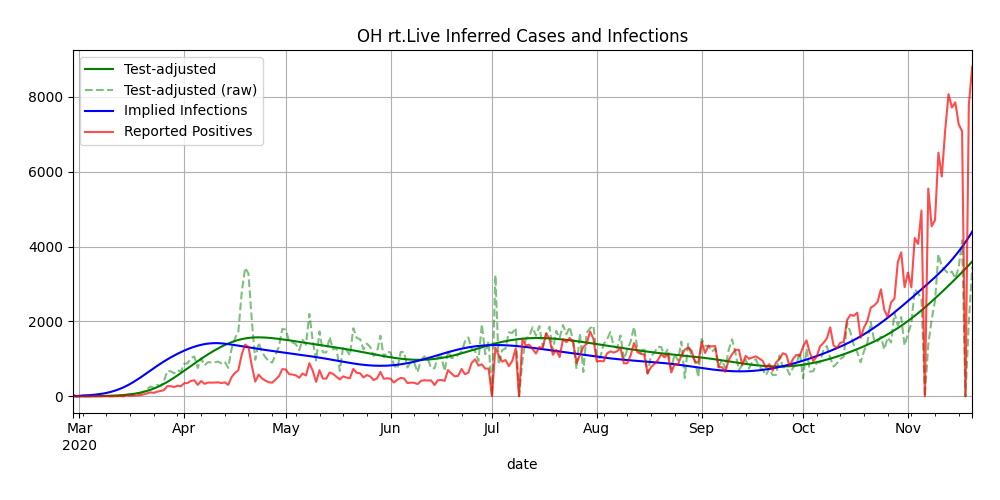 OH rt.Live Inferred Cases and Infections
Test-adjusted
Test-adjusted (raw)
Implied Infections
Reported Positives
8000
6000
4000
2000
0
Mar Apr May Jun Jul Aug Sep Oct Nov
2020
date